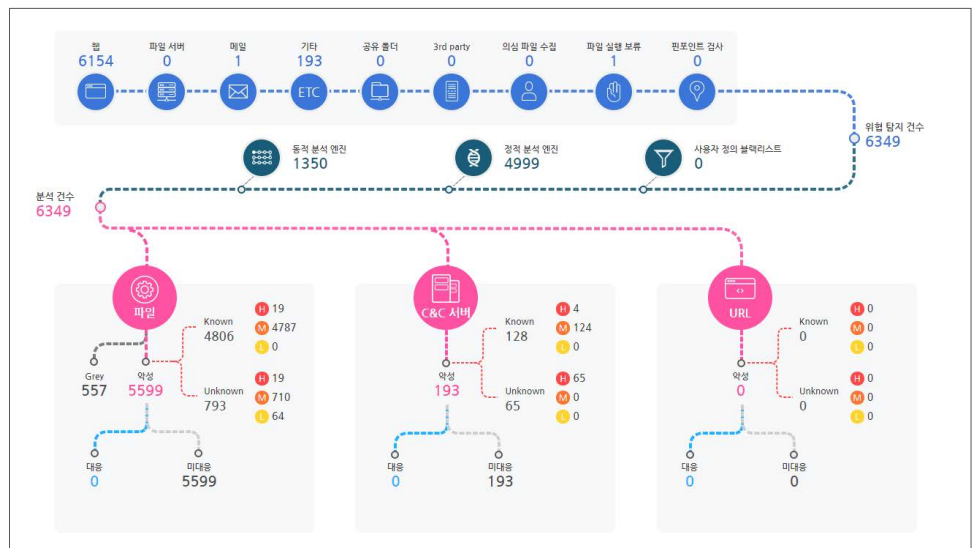 웹 파일 서버 메일 기타 공유 폴더 3rd party 의심 파일 수집 파일 실행 보류 핀포인트 검사
6154 0 1 193 0 0 0 1 0
ETC
위협 탐지 건수
6349
동적 분석 엔진
1350
정적 분석 엔진
4999
사용자 정의 블랙리스트
0
분석 건수
6349
파일
Known
4806
H 19
M 4787
L 0
Grey
557
악성
5599
Unknown
793
H 19
M 710
L 64
대응
0
미대응
5599
C&C 서버
Known
128
H 4
M 124
L 0
악성
193
Unknown
65
H 65
M 0
L 0
대응
0
미대응
193
URL
Known
0
H 0
M 0
L 0
악성
0
Unknown
0
H 0
M 0
L 0
대응
0
미대응
0